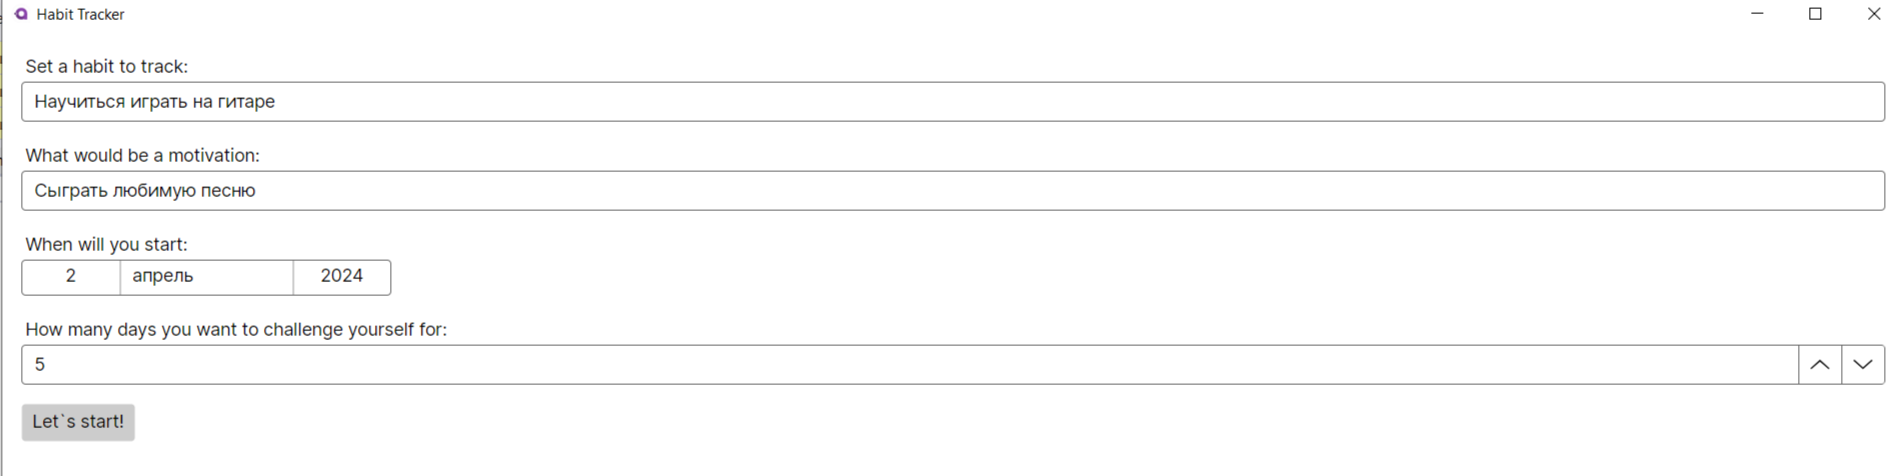 Habit Tracker
Set a habit to track:
Научиться играть на гитаре
What would be a motivation:
Сыграть любимую песню
When will you start:
2 апрель 2024
How many days you want to challenge yourself for:
5
Let`s start!